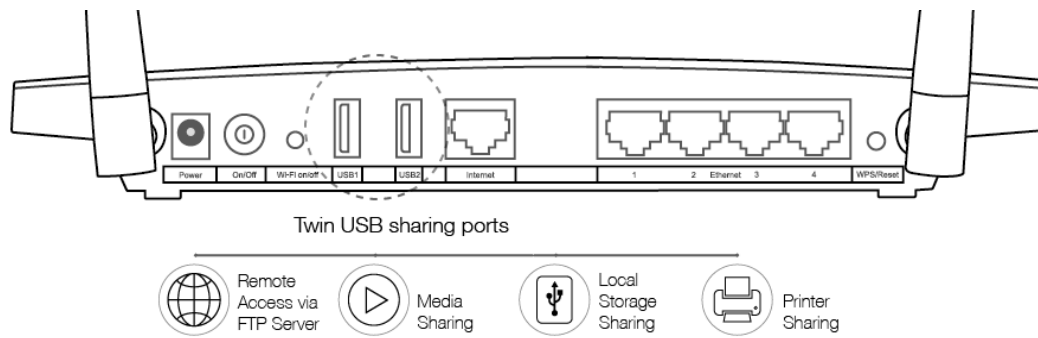 Power On/Off Wi-Fi on/off USB1 USB2 Internet 1 2 Ethernet 3 4 WPS/Reset
Twin USB sharing ports
Remote
Access via
FTP Server
Media
Sharing
Local
Storage
Sharing
Printer
Sharing